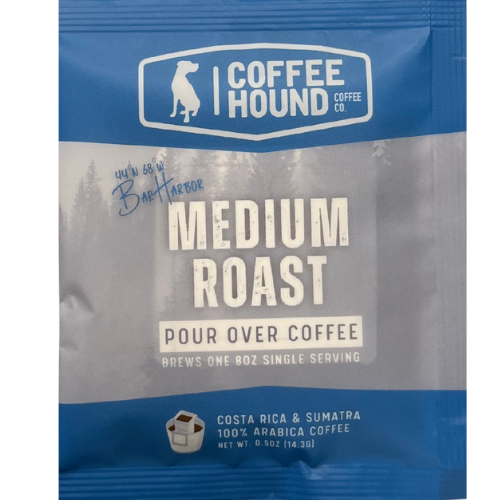 COFFEE
HOUND COFFEE CO.
44°N 68°W
Bar Harbor
MEDIUM
ROAST
POUR OVER COFFEE
BREWS ONE 8OZ SINGLE SERVING
COSTA RICA & SUMATRA
100% ARABICA COFFEE
NET WT. 0.5OZ (14.3G)